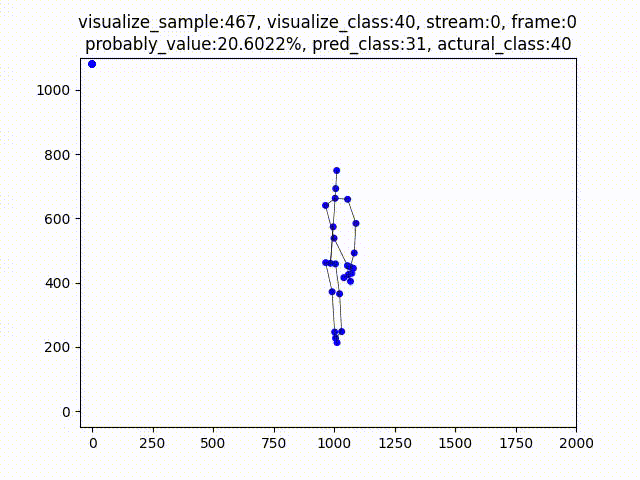 visualize_sample:467, visualize_class:40, stream:0, frame:0
probably_value:20.6022%, pred_class:31, actural_class:40
1000
800
600
400
200
0
0 250 500 750 1000 1250 1500 1750 2000